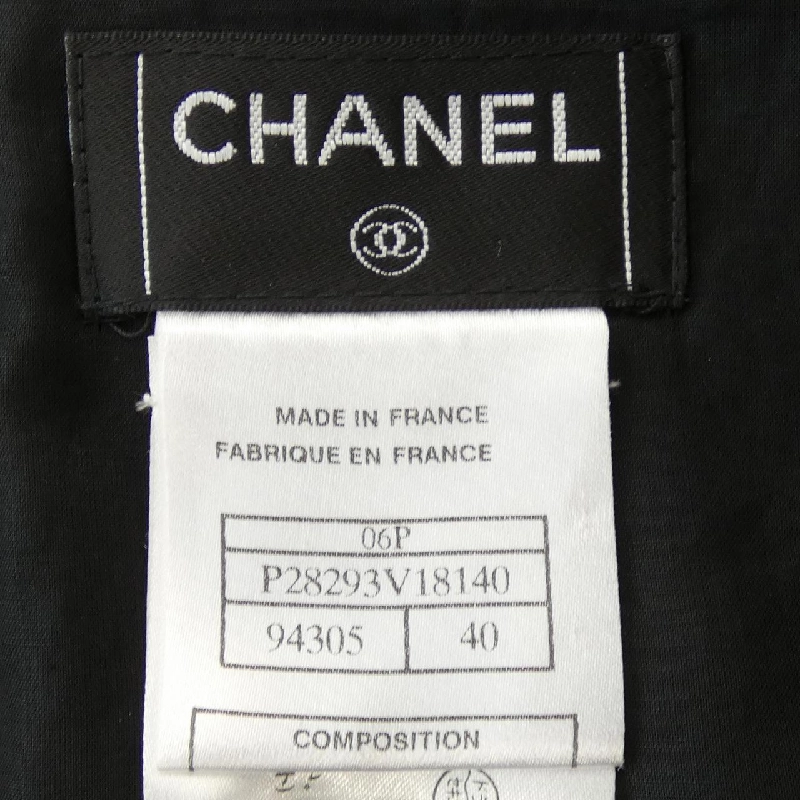 CHANEL
MADE IN FRANCE
FABRIQUE EN FRANCE
06P
P28293V18140
94305 40
COMPOSITION